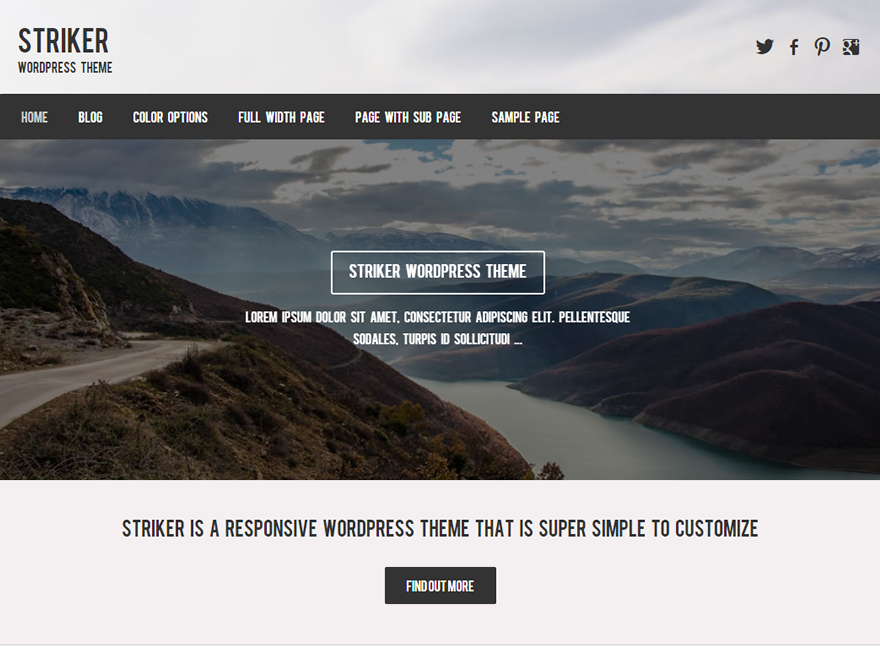 STRIKER
WORDPRESS THEME
HOME BLOG COLOR OPTIONS FULL WIDTH PAGE PAGE WITH SUB PAGE SAMPLE PAGE
STRIKER WORDPRESS THEME
LOREM IPSUM DOLOR SIT AMET, CONSECTETUR ADIPISCING ELIT. PELLENTESQUE
SODALES, TURPIS ID SOLLICITUDI ...
STRIKER IS A RESPONSIVE WORDPRESS THEME THAT IS SUPER SIMPLE TO CUSTOMIZE
FIND OUT MORE